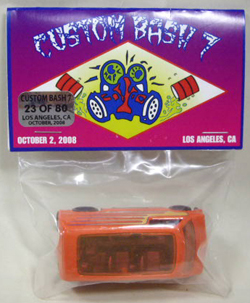 CUSTOM BASH 7
CUSTOM BASH 7
23 OF 80
LOS ANGELES, CA
OCTOBER, 2008
OCTOBER 2, 2008
LOS ANGELES, CA